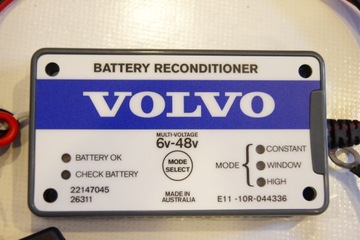 BATTERY RECONDITIONER
VOLVO
MULTI-VOLTAGE
6v-48v
BATTERY OK
CHECK BATTERY
MODE
SELECT
MODE
CONSTANT
WINDOW
HIGH
22147045
26311
MADE IN
AUSTRALIA
E11 -10R-044336